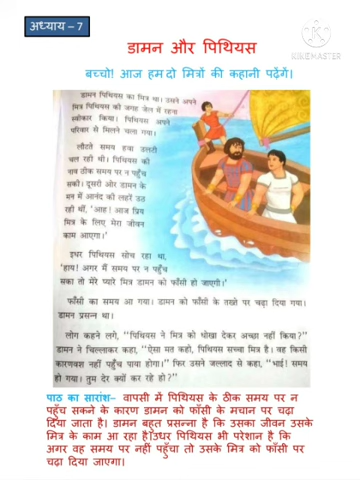 अध्याय – 7
KINEMASTER
डामन और पिथियस
बच्चो! आज हम दो मित्रों की कहानी पढ़ेंगें।
डामन पिथियस का मित्र था। उसने अपने
मित्र पिथियस की जगह जेल में रहना
स्वीकार किया। पिथियस अपने
परिवार से मिलने चला गया।
लौटते समय हवा उलटी
चल रही थी। पिथियस की
नाव ठीक समय पर न पहुँच
सकी। दूसरी ओर डामन के
मन में आनंद की लहरें उठ
रही थीं, ‘आह! आज प्रिय
मित्र के लिए मेरा जीवन
काम आएगा।’
इधर पिथियस सोच रहा था,
‘हाय! अगर मैं समय पर न पहुँच
सका तो मेरे प्यारे मित्र डामन को फाँसी हो जाएगी।’
फाँसी का समय आ गया। डामन को फाँसी के तख्ते पर चढ़ा दिया गया।
डामन प्रसन्न था।
लोग कहने लगे, “पिथियस ने मित्र को धोखा देकर अच्छा नहीं किया?”
डामन ने चिल्लाकर कहा, “ऐसा मत कहो, पिथियस सच्चा मित्र है। वह किसी
कारणवश नहीं पहुँच पाया होगा।” फिर उसने जल्लाद से कहा, “भाई! समय
हो गया। तुम देर क्यों कर रहे हो?”
पाठ का सारांश– वापसी में पिथियस के ठीक समय पर न
पहुँच सकने के कारण डामन को फाँसी के मचान पर चढ़ा
दिया जाता है। डामन बहुत प्रसन्ना है कि उसका जीवन उसके
मित्र के काम आ रहा है।उधर पिथियस भी परेशान है कि
अगर वह समय पर नहीं पहुँचा तो उसके मित्र को फाँसी पर
चढ़ा दिया जाएगा।